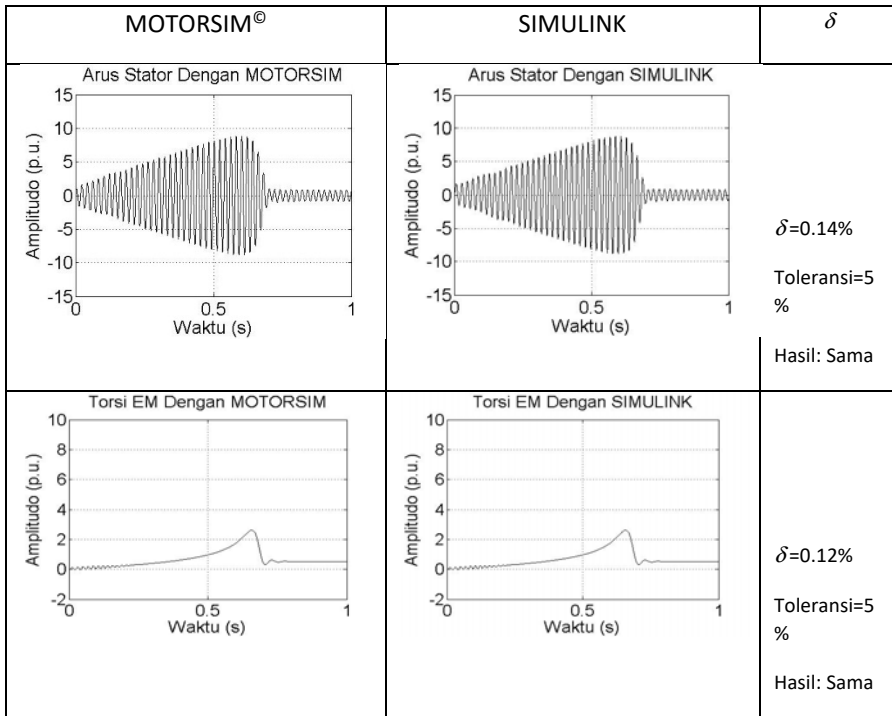 MOTORSIM©
SIMULINK
δ
Arus Stator Dengan MOTORSIM
15
10
5
0
-5
-10
-15
0
0.5
1
Amplitudo (p.u.)
Waktu (s)
Arus Stator Dengan SIMULINK
15
10
5
0
-5
-10
-15
0
0.5
1
Amplitudo (p.u.)
Waktu (s)
δ=0.14%
Toleransi=5
%
Hasil: Sama
Torsi EM Dengan MOTORSIM
10
8
6
4
2
0
-2
0
0.5
1
Amplitudo (p.u.)
Waktu (s)
Torsi EM Dengan SIMULINK
10
8
6
4
2
0
-2
0
0.5
1
Amplitudo (p.u.)
Waktu (s)
δ=0.12%
Toleransi=5
%
Hasil: Sama